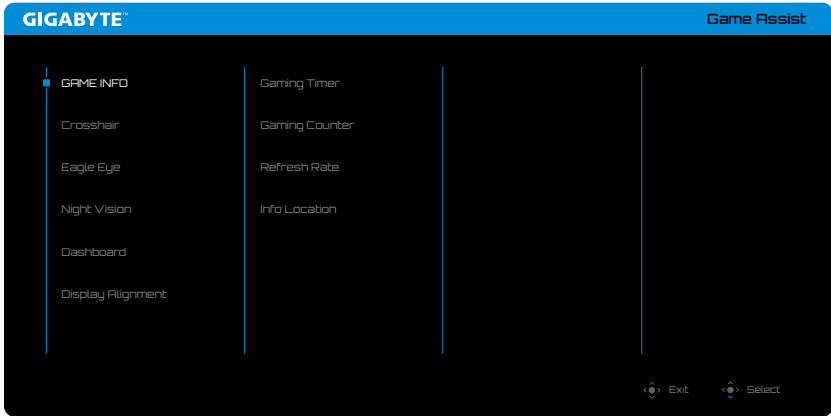 GIGABYTE™
Game Assist
GAME INFO
Crosshair
Eagle Eye
Night Vision
Dashboard
Display Alignment
Gaming Timer
Gaming Counter
Refresh Rate
Info Location
Exit
Select